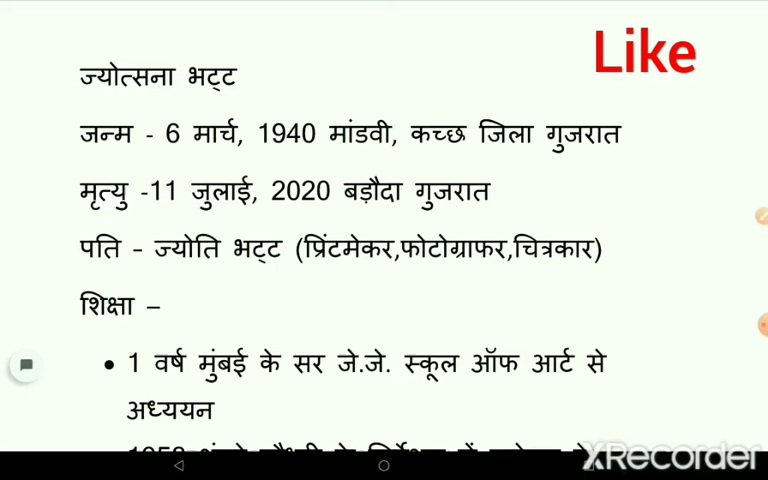 Like
ज्योत्सना भट्ट
जन्म - 6 मार्च, 1940 मांडवी, कच्छ जिला गुजरात
मृत्यु -11 जुलाई, 2020 बड़ौदा गुजरात
पति – ज्योति भट्ट (प्रिंटमेकर,फोटोग्राफर,चित्रकार)
शिक्षा –
• 1 वर्ष मुंबई के सर जे.जे. स्कूल ऑफ आर्ट से
अध्ययन
XRecorder